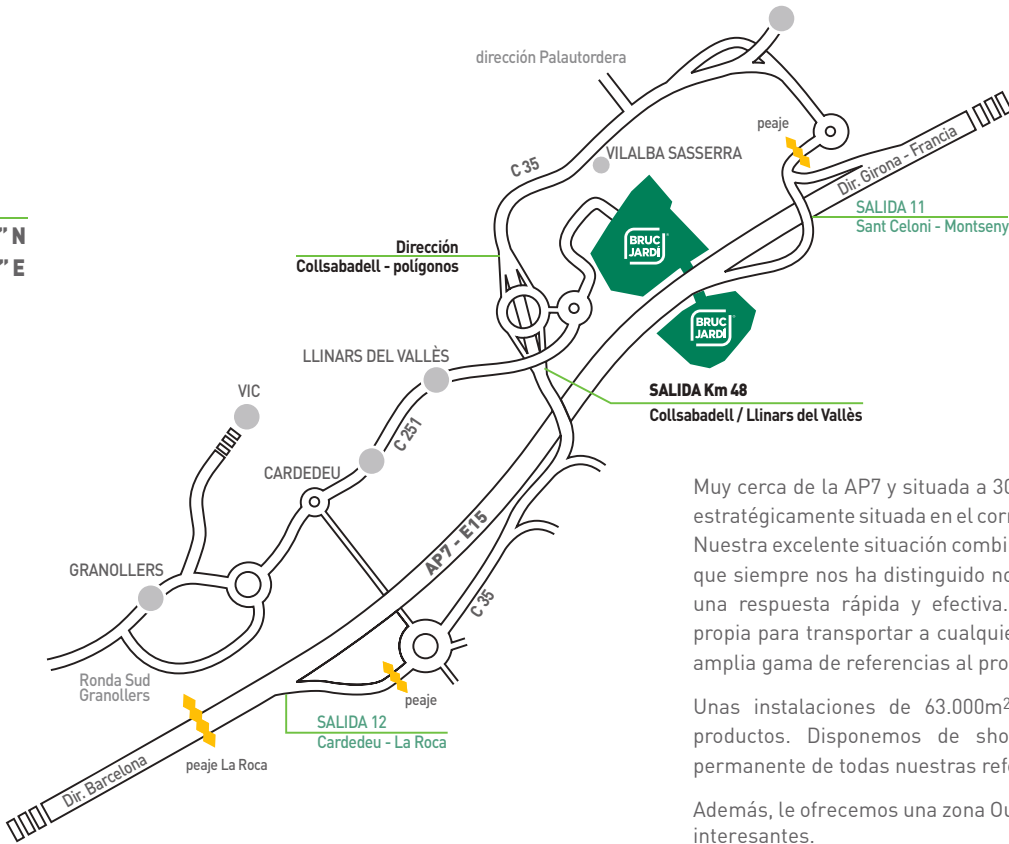 dirección Palautordera
peaje
VILALBA SASSERRA
C 35
Dir. Girona - Francia
SALIDA 11
Sant Celoni - Montseny
” N
” E
Dirección
Collsabadell - polígonos
BRUC
JARDÍ
BRUC
JARDÍ
LLINARS DEL VALLÈS
SALIDA Km 48
Collsabadell / Llinars del Vallès
VIC
C 251
CARDEDEU
AP7 - E15
GRANOLLERS
C 35
Ronda Sud
Granollers
peaje
SALIDA 12
Cardedeu - La Roca
peaje La Roca
Dir. Barcelona
Muy cerca de la AP7 y situada a 30
estratégicamente situada en el corr
Nuestra excelente situación combi
que siempre nos ha distinguido no
una respuesta rápida y efectiva.
propia para transportar a cualquie
amplia gama de referencias al pro
Unas instalaciones de 63.000m²
productos. Disponemos de sho
permanente de todas nuestras refe
Además, le ofrecemos una zona Ou
interesantes.